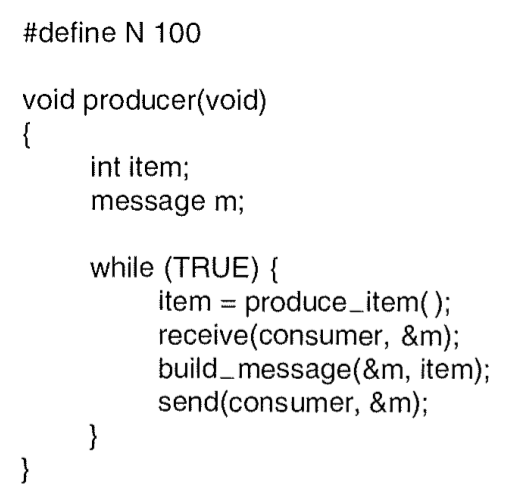 #define N 100
void producer(void)
{
int item;
message m;
while (TRUE) {
item = produce_item( );
receive(consumer, &m);
build_message(&m, item);
send(consumer, &m);
}
}